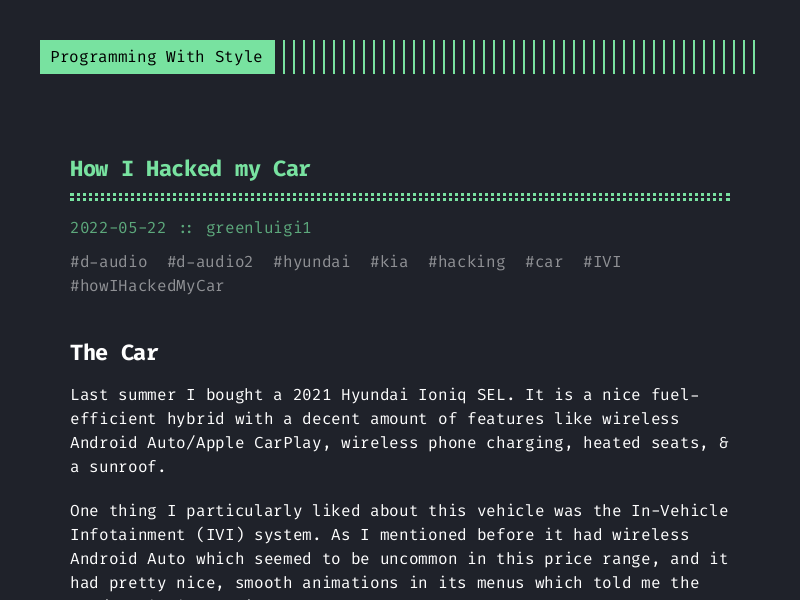 Programming With Style
How I Hacked my Car
2022-05-22 :: greenluigi1
#d-audio #d-audio2 #hyundai #kia #hacking #car #IVI
#howIHackedMyCar
The Car
Last summer I bought a 2021 Hyundai Ioniq SEL. It is a nice fuel-
efficient hybrid with a decent amount of features like wireless
Android Auto/Apple CarPlay, wireless phone charging, heated seats, &
a sunroof.
One thing I particularly liked about this vehicle was the In-Vehicle
Infotainment (IVI) system. As I mentioned before it had wireless
Android Auto which seemed to be uncommon in this price range, and it
had pretty nice, smooth animations in its menus which told me the